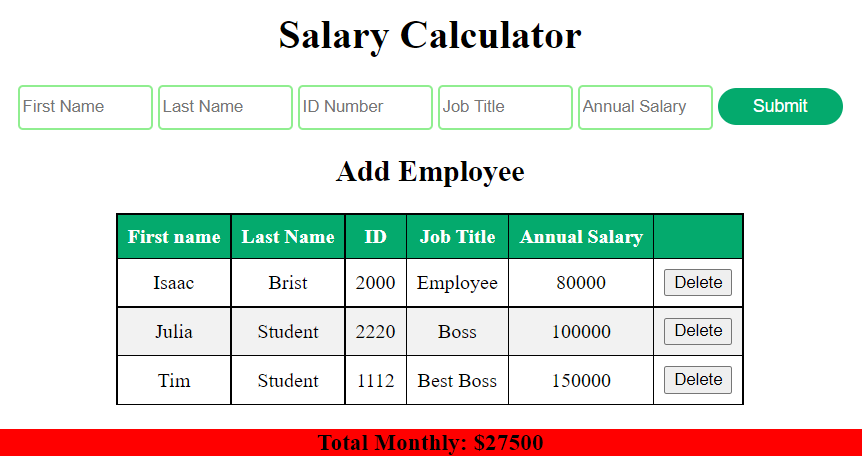 Salary Calculator
First Name Last Name ID Number Job Title Annual Salary Submit
Add Employee
First name Last Name ID Job Title Annual Salary
Isaac Brist 2000 Employee 80000 Delete
Julia Student 2220 Boss 100000 Delete
Tim Student 1112 Best Boss 150000 Delete
Total Monthly: $27500